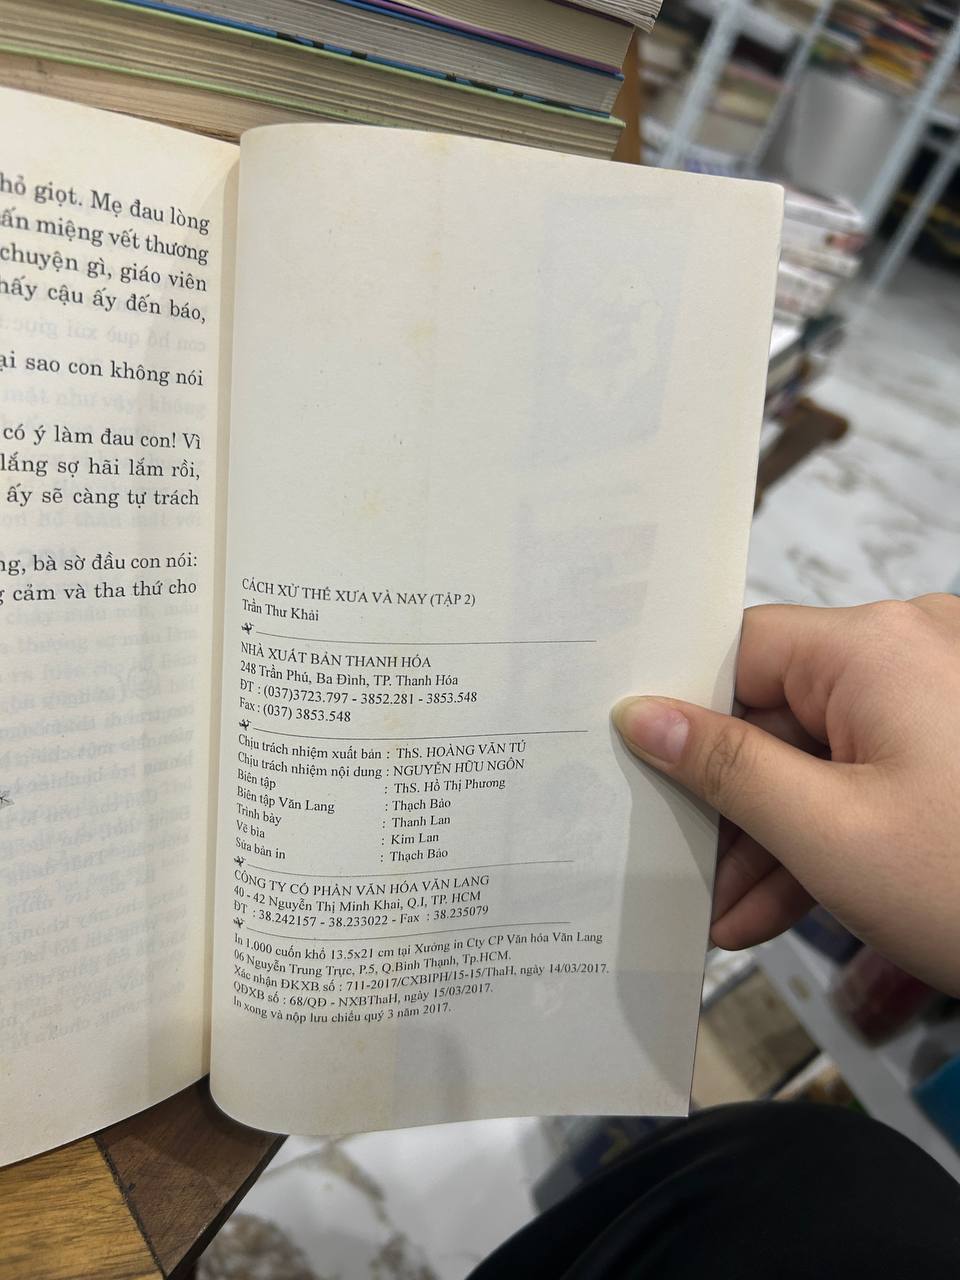 hỏ giọt. Mẹ đau lòng
ấn miệng vết thương
chuyện gì, giáo viên
hấy cậu ấy đến báo,
ại sao con không nói
có ý làm đau con! Vì
lắng sợ hãi lắm rồi,
ấy sẽ càng tự trách
ng, bà sờ đầu con nói:
g cảm và tha thứ cho
CÁCH XỬ THẾ XƯA VÀ NAY (TẬP 2)
Trần Thư Khải
NHÀ XUẤT BẢN THANH HÓA
248 Trần Phú, Ba Đình, TP. Thanh Hóa
ĐT : (037)3723.797 - 3852.281 - 3853.548
Fax : (037) 3853.548
Chịu trách nhiệm xuất bản : ThS. HOÀNG VĂN TÚ
Chịu trách nhiệm nội dung : NGUYỄN HỮU NGÔN
Biên tập : ThS. Hồ Thị Phương
Biên tập Văn Lang : Thạch Bảo
Trình bày : Thanh Lan
Vẽ bìa : Kim Lan
Sửa bản in : Thạch Bảo
CÔNG TY CỔ PHẦN VĂN HÓA VĂN LANG
40 - 42 Nguyễn Thị Minh Khai, Q.I, TP. HCM
ĐT : 38.242157 - 38.233022 - Fax : 38.235079
In 1.000 cuốn khổ 13.5x21 cm tại Xưởng in Cty CP Văn hóa Văn Lang
06 Nguyễn Trung Trực, P.5, Q.Bình Thạnh, Tp.HCM.
Xác nhận ĐKXB số : 711-2017/CXBIPH/15-15/ThaH, ngày 14/03/2017.
QĐXB số : 68/QĐ - NXBThaH, ngày 15/03/2017.
In xong và nộp lưu chiểu quý 3 năm 2017.